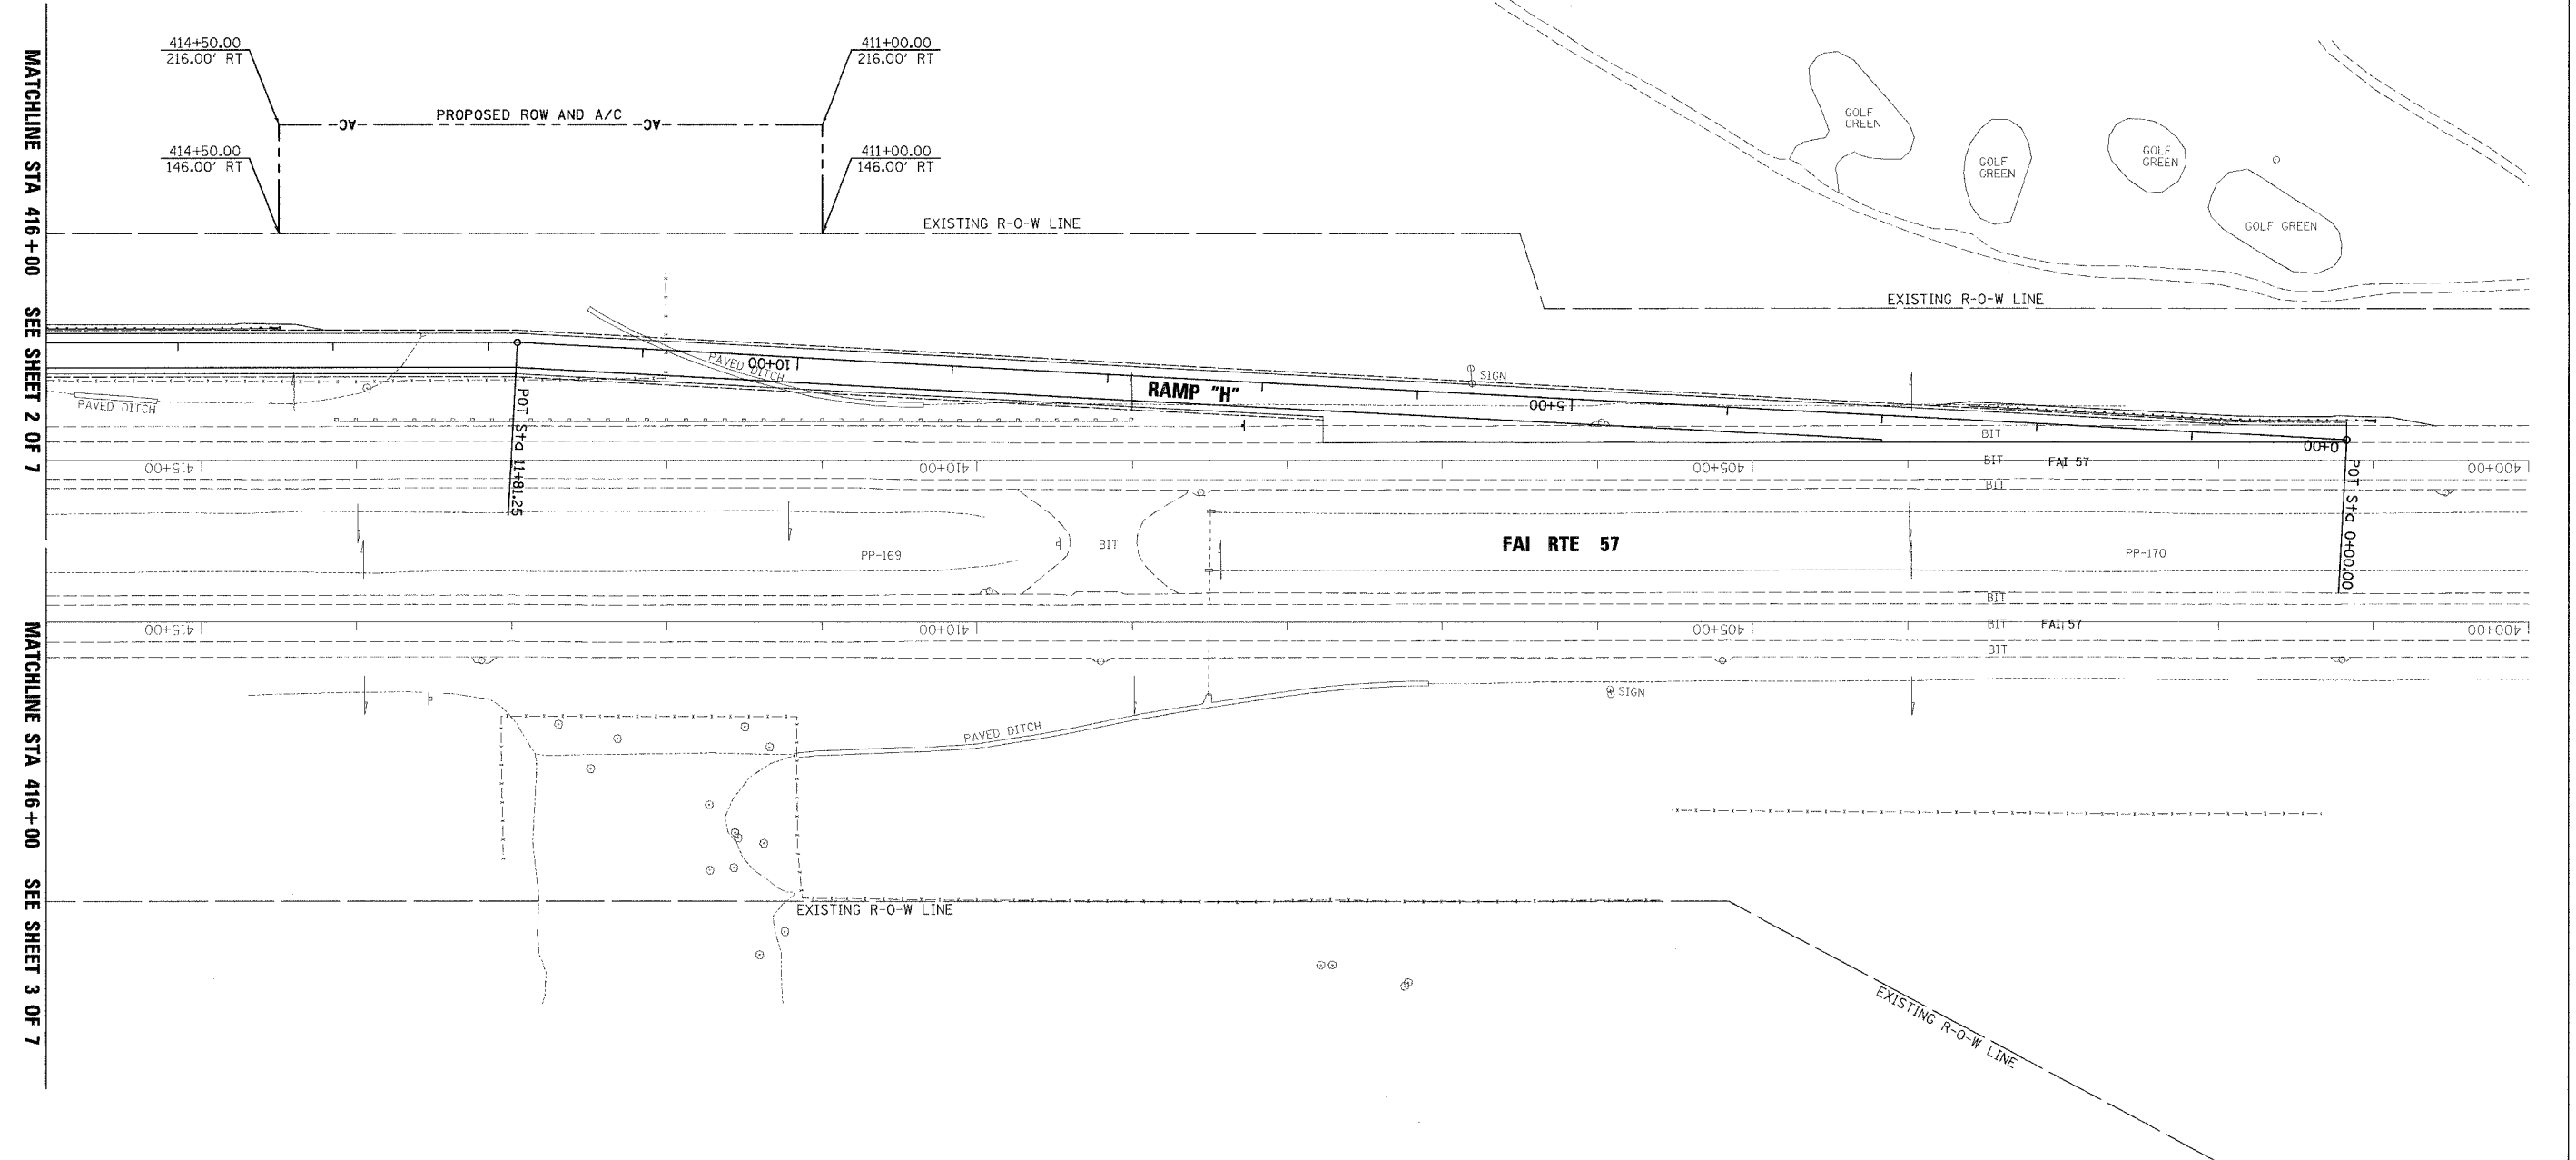 MATCHLINE STA 416+00 SEE SHEET 2 OF 7
MATCHLINE STA 416+00 SEE SHEET 3 OF 7
414+50.00
216.00' RT
411+00.00
216.00' RT
AC
PROPOSED ROW AND A/C
AC
414+50.00
146.00' RT
411+00.00
146.00' RT
EXISTING R-O-W LINE
GOLF
GREEN
GOLF
GREEN
GOLF
GREEN
GOLF GREEN
EXISTING R-O-W LINE
PAVED DITCH
10+00
RAMP "H"
SIGN
5+00
PAVED DITCH
BIT
0+00
POT Sta 11+81.25
415+00
410+00
405+00
BIT
FAI 57
400+00
BIT
POT Sta 0+00.00
PP-169
BIT
FAI RTE 57
PP-170
BIT
415+00
410+00
405+00
BIT
FAI 57
400+00
BIT
SIGN
PAVED DITCH
EXISTING R-O-W LINE
EXISTING R-O-W LINE